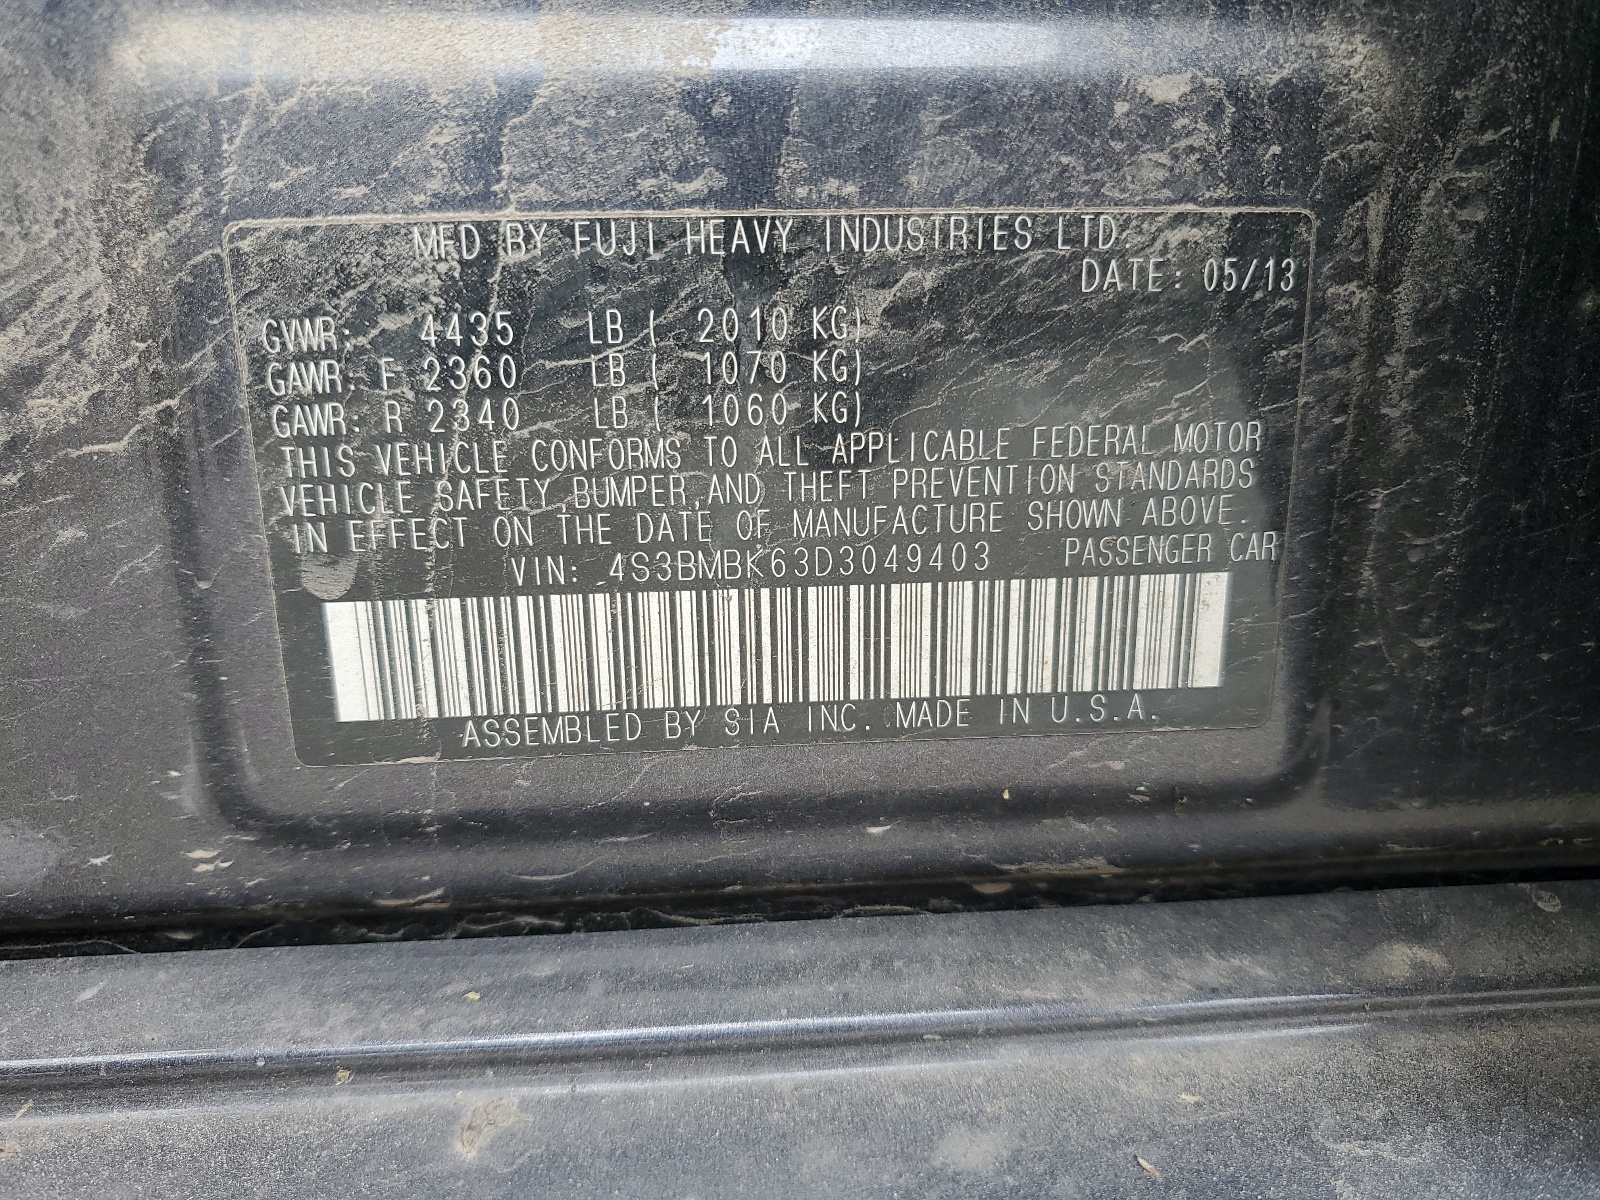 MFD BY FUJI HEAVY INDUSTRIES LTD.
DATE: 05/13
GVWR: 4435 LB ( 2010 KG)
GAWR: F 2360 LB ( 1070 KG)
GAWR: R 2340 LB ( 1060 KG)
THIS VEHICLE CONFORMS TO ALL APPLICABLE FEDERAL MOTOR
VEHICLE SAFETY,BUMPER,AND THEFT PREVENTION STANDARDS
IN EFFECT ON THE DATE OF MANUFACTURE SHOWN ABOVE.
VIN: 4S3BMBK63D3049403 PASSENGER CAR
ASSEMBLED BY SIA INC. MADE IN U.S.A.